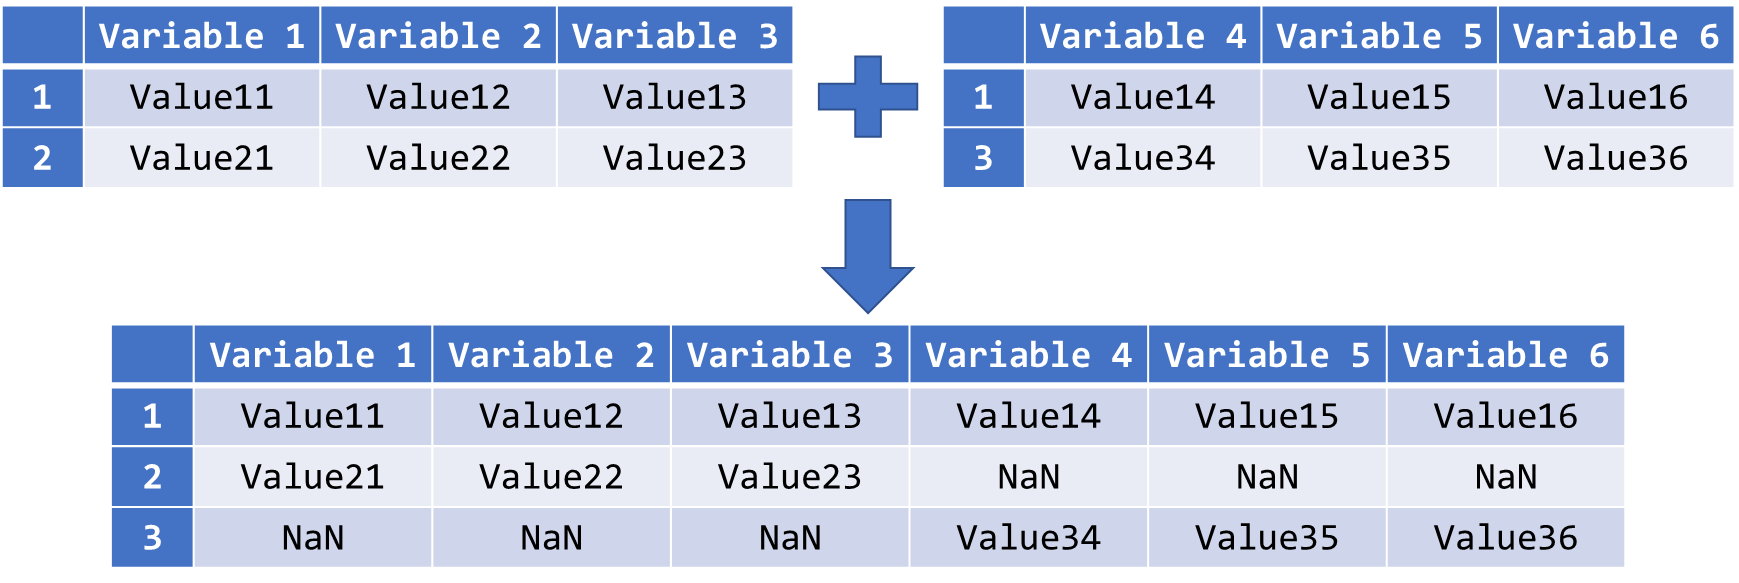 Variable 1 Variable 2 Variable 3
1 Value11 Value12 Value13
2 Value21 Value22 Value23
Variable 4 Variable 5 Variable 6
1 Value14 Value15 Value16
3 Value34 Value35 Value36
Variable 1 Variable 2 Variable 3 Variable 4 Variable 5 Variable 6
1 Value11 Value12 Value13 Value14 Value15 Value16
2 Value21 Value22 Value23 NaN NaN NaN
3 NaN NaN NaN Value34 Value35 Value36